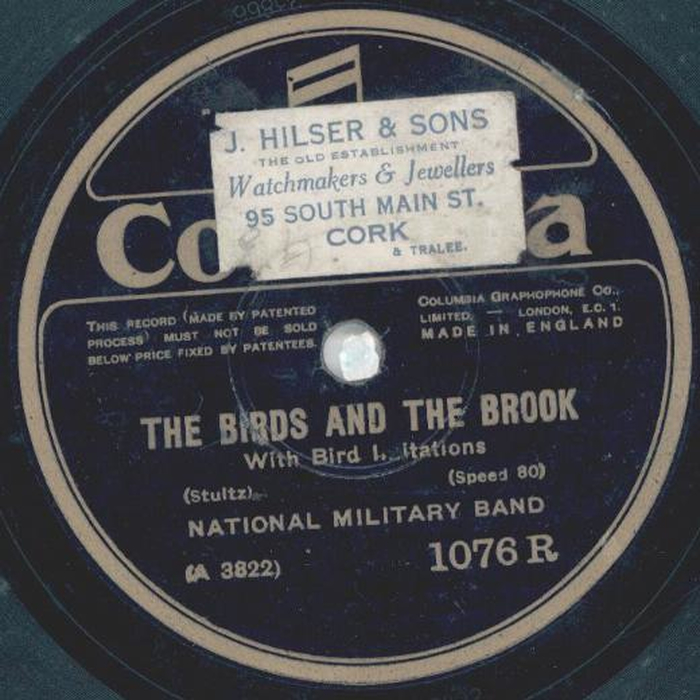 J. HILSER & SONS
THE OLD ESTABLISHMENT
Watchmakers & Jewellers
95 SOUTH MAIN ST.
CORK
& TRALEE.
Co a
THIS RECORD (MADE BY PATENTED
PROCESS) MUST NOT BE SOLD
BELOW PRICE FIXED BY PATENTEES.
COLUMBIA GRAPHOPHONE CO.,
LIMITED. — LONDON, E.C. 1.
MADE IN ENGLAND
THE BIRDS AND THE BROOK
With Bird I itations
(Speed 80)
(Stultz)
NATIONAL MILITARY BAND
(A 3822)
1076 R